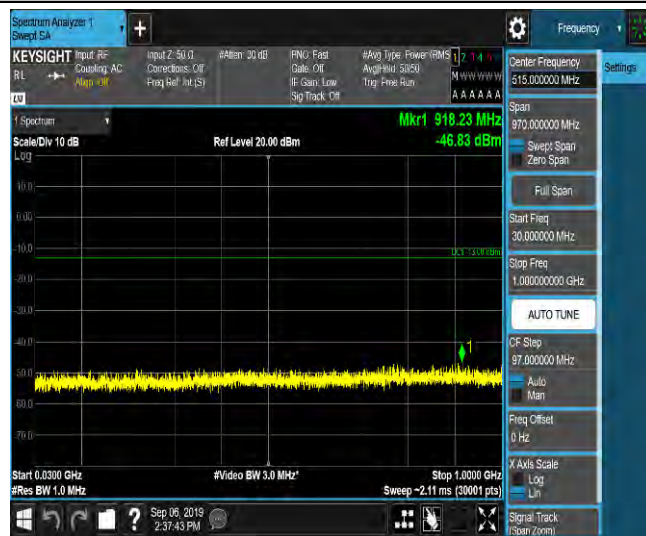 Spectrum Analyzer 1
Swept SA
+
Frequency
KEYSIGHT Input: RF
Input Z: 50 Ω
#Atten: 30 dB
PNO: Fast
#Avg Type: Power (RMS
RL
Coupling: AC
Corrections: Off
Gate: Off
Avg|Hold: 50/50
Align: Off
Freq Ref: Int (S)
IF Gain: Low
Trig: Free Run
Sig Track: Off
M W W W W W
A A A A A A
Center Frequency
515.000000 MHz
Settings
Span
970.000000 MHz
Swept Span
Zero Span
Full Span
Start Freq
30.000000 MHz
Stop Freq
1.000000000 GHz
AUTO TUNE
CF Step
97.000000 MHz
Auto
Man
Freq Offset
0 Hz
X Axis Scale
Log
Lin
Signal Track
(Span Zoom)
1 Spectrum
Mkr1 918.23 MHz
Scale/Div 10 dB
Ref Level 20.00 dBm
-46.83 dBm
Log
10.0
0.00
-10.0
DL1 -13.00 dBm
-20.0
-30.0
-40.0
1
-50.0
-60.0
-70.0
Start 0.0300 GHz
#Video BW 3.0 MHz*
Stop 1.0000 GHz
#Res BW 1.0 MHz
Sweep ~2.11 ms (30001 pts)
?
Sep 06, 2019
2:37:43 PM